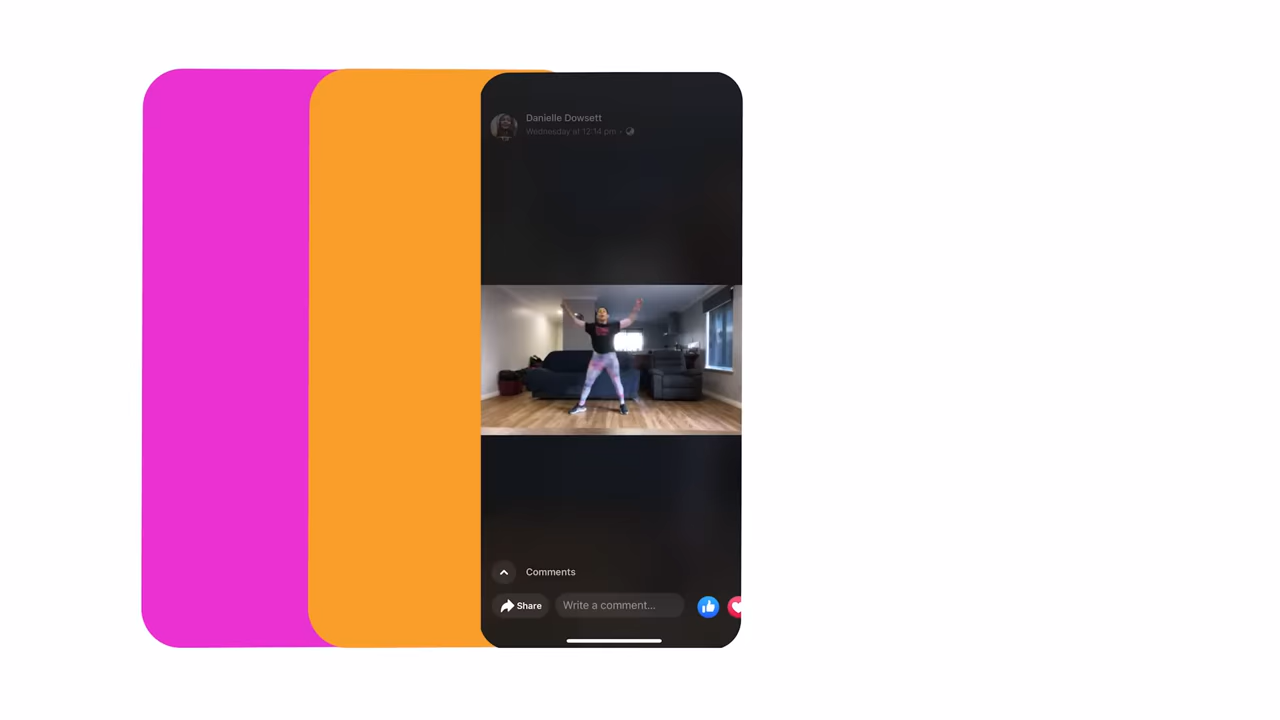 Danielle Dowsett
Wednesday at 12:14 pm ·
Comments
Share
Write a comment...